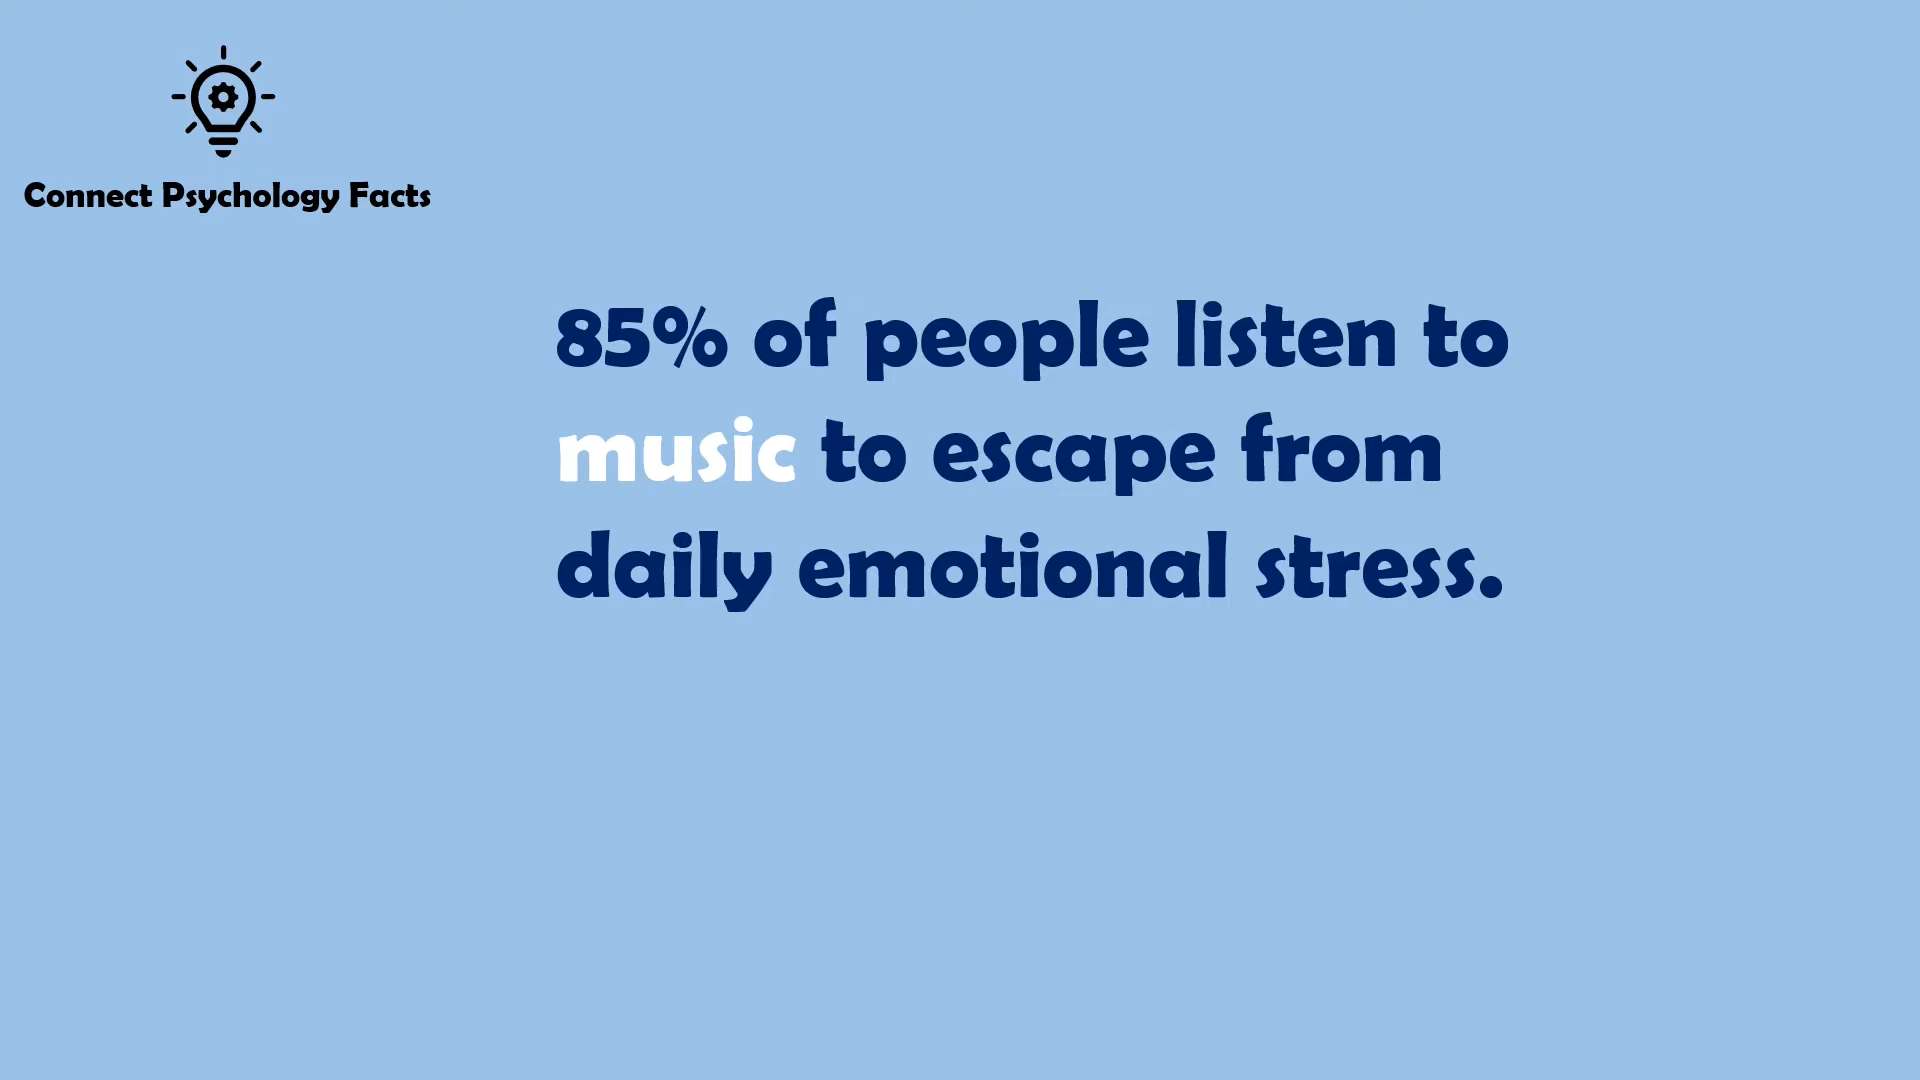 Connect Psychology Facts
85% of people listen to
music to escape from
daily emotional stress.